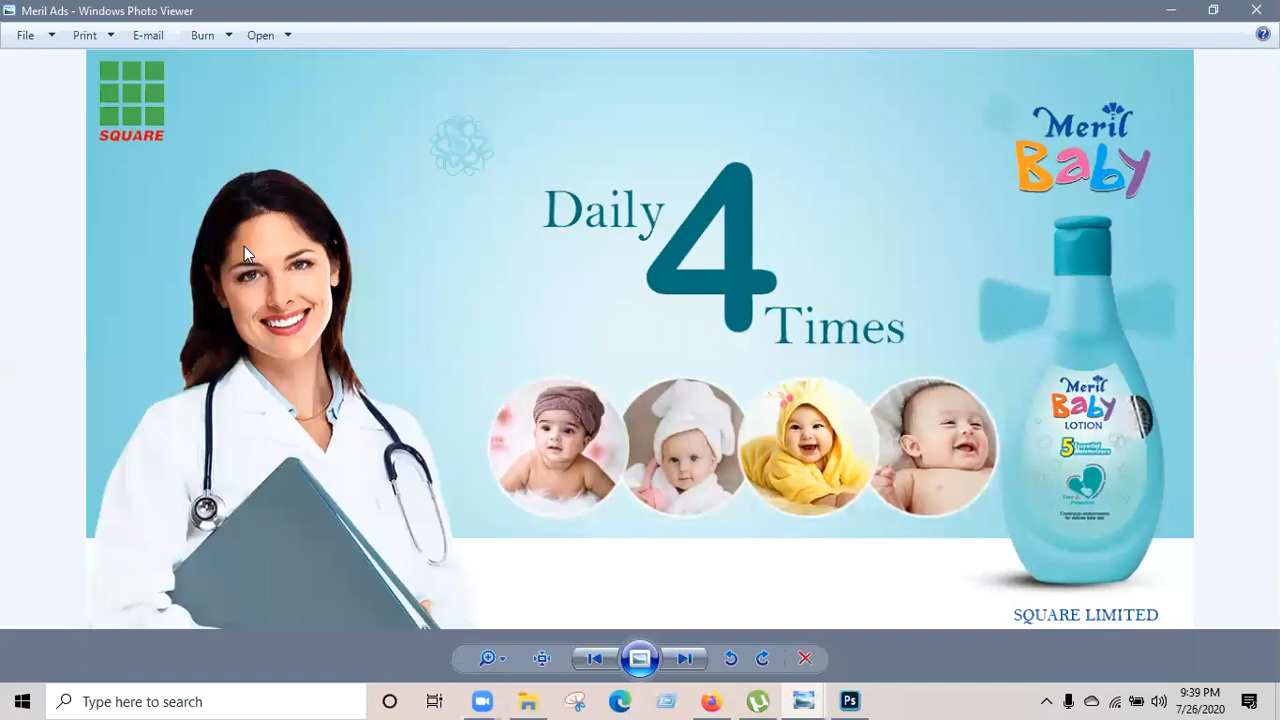 Meril Ads - Windows Photo Viewer
File Print E-mail Burn Open
SQUARE
Meril
Baby
Daily
4
Times
Meril
Baby
LOTION
5
SQUARE LIMITED
Type here to search
Ps
9:39 PM
7/26/2020